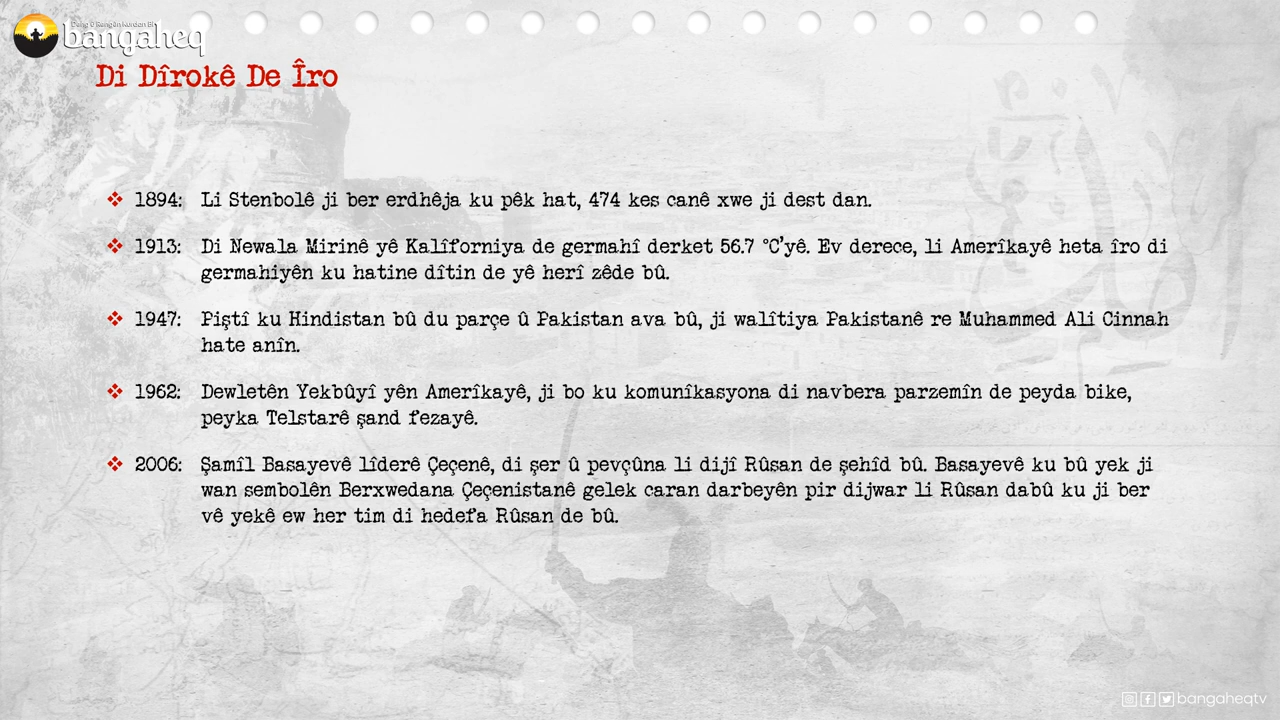 Deng û Rengên Kurdan Bi
bangaheq
Di Dîrokê De Îro
❖ 1894: Li Stenbolê ji ber erdhêja ku pêk hat, 474 kes canê xwe ji dest dan.
❖ 1913: Di Newala Mirinê yê Kalîforniya de germahî derket 56.7 °C'yê. Ev derece, li Amerîkayê heta îro di
germahiyên ku hatine dîtin de yê herî zêde bû.
❖ 1947: Piştî ku Hindistan bû du parçe û Pakistan ava bû, ji walîtiya Pakistanê re Muhammed Ali Cinnah
hate anîn.
❖ 1962: Dewletên Yekbûyî yên Amerîkayê, ji bo ku komunîkasyona di navbera parzemîn de peyda bike,
peyka Telstarê şand fezayê.
❖ 2006: Şamîl Basayevê lîderê Çeçenê, di şer û pevçûna li dijî Rûsan de şehîd bû. Basayevê ku bû yek ji
wan sembolên Berxwedana Çeçenistanê gelek caran darbeyên pir dijwar li Rûsan dabû ku ji ber
vê yekê ew her tim di hedefa Rûsan de bû.
bangaheqtv